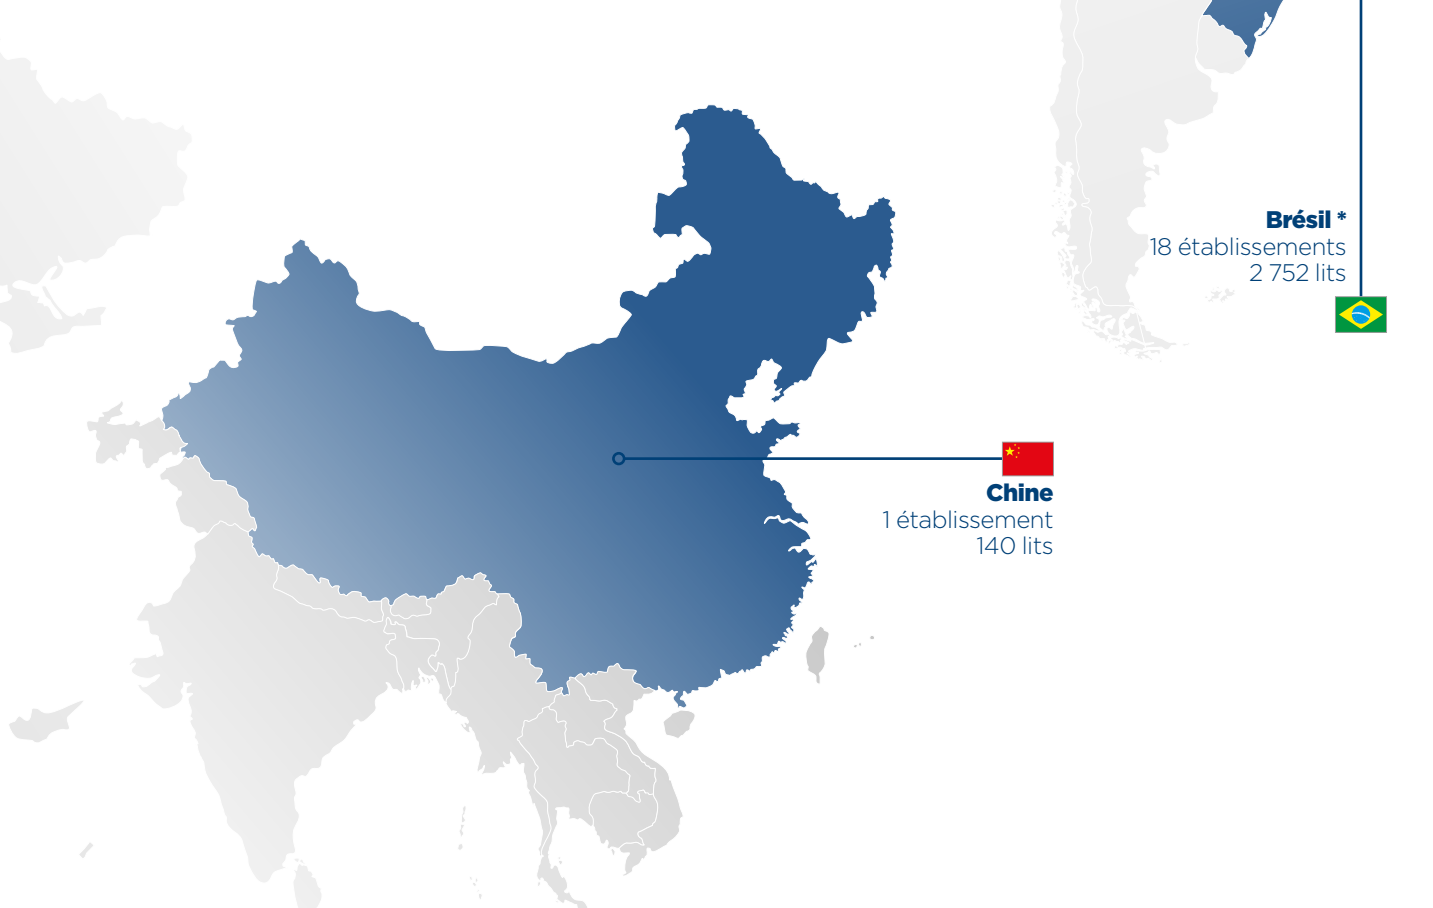 Brésil *
18 établissements
2 752 lits
Chine
1 établissement
140 lits